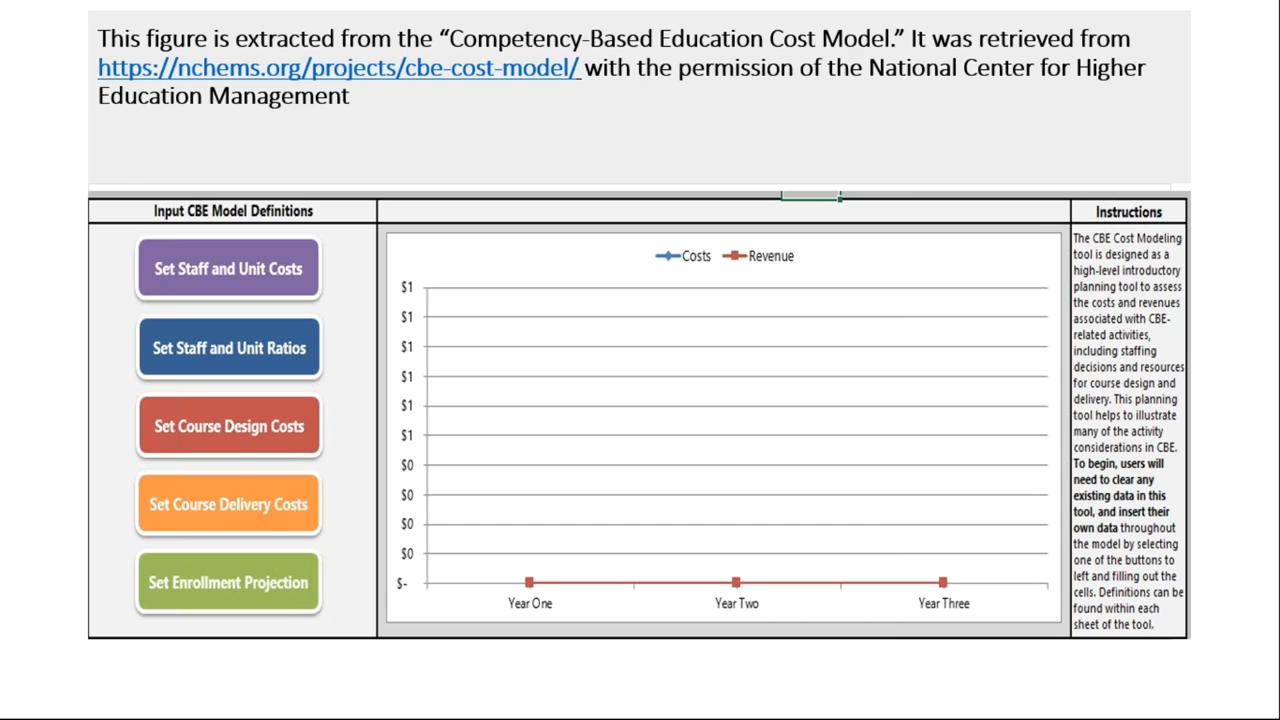 This figure is extracted from the “Competency-Based Education Cost Model.” It was retrieved from
https://nchems.org/projects/cbe-cost-model/ with the permission of the National Center for Higher
Education Management
Input CBE Model Definitions
Set Staff and Unit Costs
Set Staff and Unit Ratios
Set Course Design Costs
Set Course Delivery Costs
Set Enrollment Projection
Costs Revenue
$1
$1
$1
$1
$1
$1
$0
$0
$0
$0
$-
Year One Year Two Year Three
Instructions
The CBE Cost Modeling
tool is designed as a
high-level introductory
planning tool to assess
the costs and revenues
associated with CBE-
related activities,
including staffing
decisions and resources
for course design and
delivery. This planning
tool helps to illustrate
many of the activity
considerations in CBE.
To begin, users will
need to clear any
existing data in this
tool, and insert their
own data throughout
the model by selecting
one of the buttons to
left and filling out the
cells. Definitions can be
found within each
sheet of the tool.